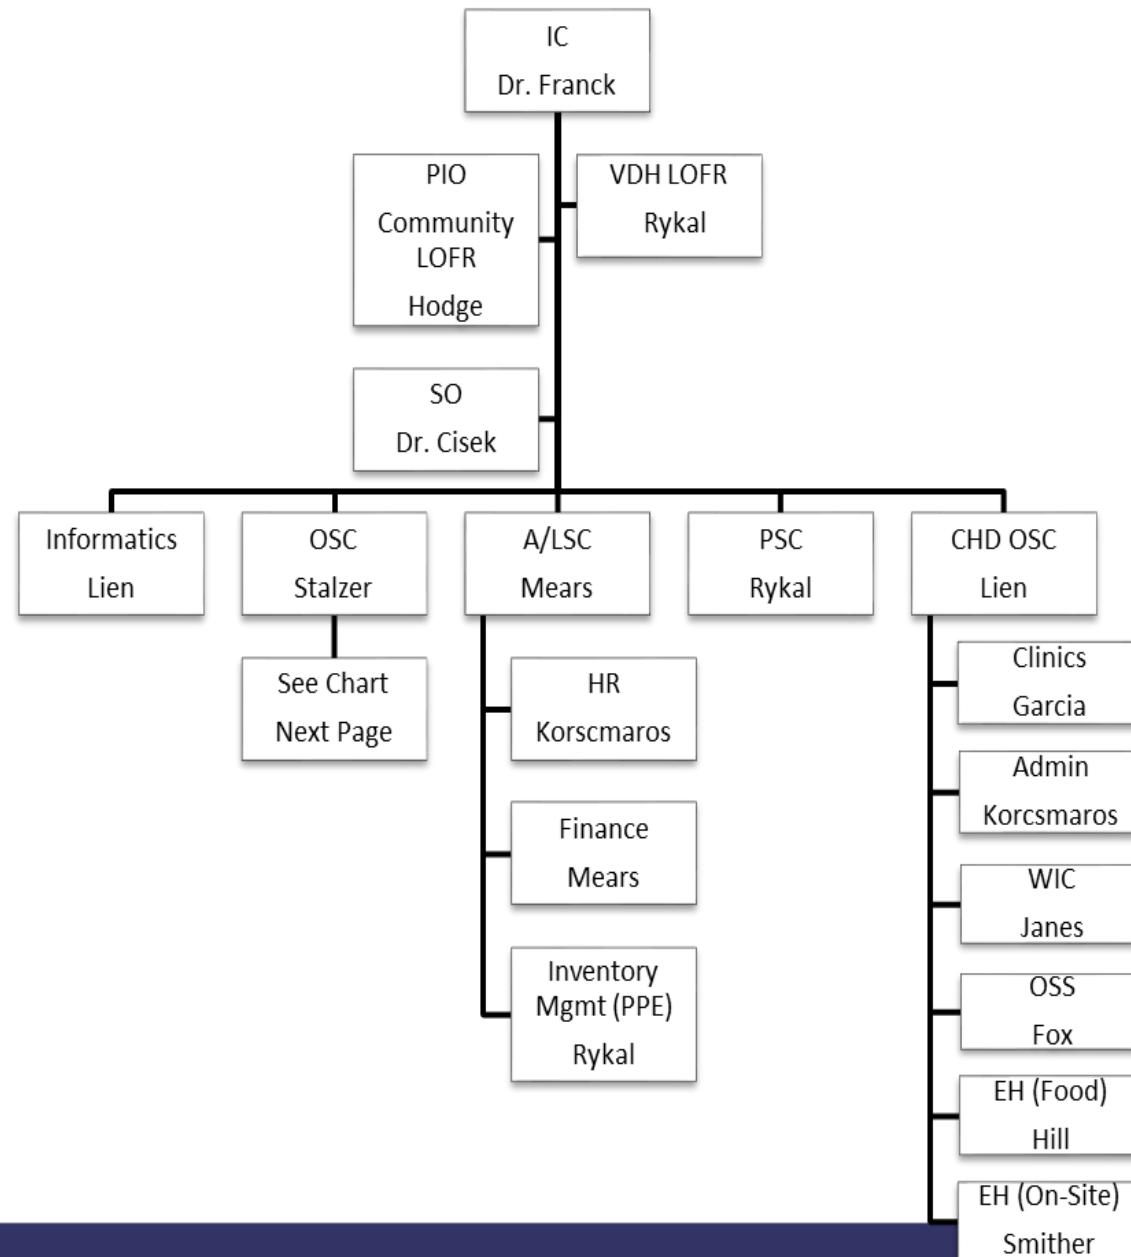 IC
Dr. Franck
PIO
Community
LOFR
Hodge
VDH LOFR
Rykal
SO
Dr. Cisek
Informatics
Lien
OSC
Stalzer
A/LSC
Mears
PSC
Rykal
CHD OSC
Lien
See Chart
Next Page
HR
Korscmaros
Finance
Mears
Inventory
Mgmt (PPE)
Rykal
Clinics
Garcia
Admin
Korcsmaros
WIC
Janes
OSS
Fox
EH (Food)
Hill
EH (On-Site)
Smither